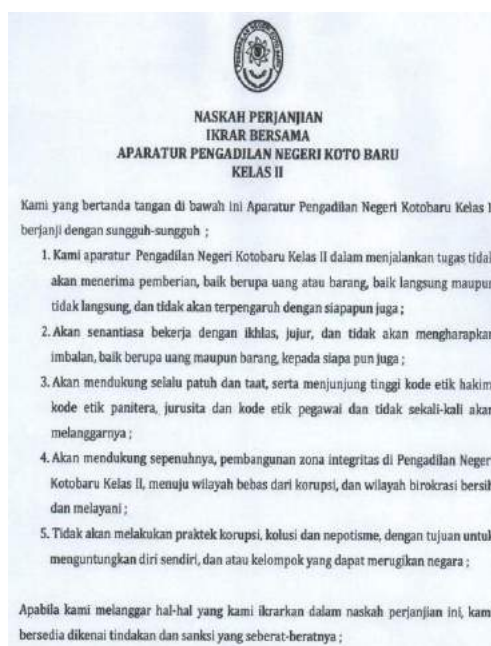 NASKAH PERJANJIAN
IKRAR BERSAMA
APARATUR PENGADILAN NEGERI KOTO BARU
KELAS II
Kami yang bertanda tangan di bawah ini Aparatur Pengadilan Negeri Kotobaru Kelas I
berjanji dengan sungguh-sungguh ;
1. Kami aparatur Pengadilan Negeri Kotobaru Kelas II dalam menjalankan tugas tidak
akan menerima pemberian, baik berupa uang atau barang, baik langsung maupun
tidak langsung, dan tidak akan terpengaruh dengan siapapun juga ;
2. Akan senantiasa bekerja dengan ikhlas, jujur, dan tidak akan mengharapkan
imbalan, baik berupa uang maupun barang, kepada siapa pun juga ;
3. Akan mendukung selalu patuh dan taat, serta menjunjung tinggi kode etik hakim
kode etik panitera, jurusita dan kode etik pegawai dan tidak sekali-kali akan
melanggarnya ;
4. Akan mendukung sepenuhnya, pembangunan zona integritas di Pengadilan Negeri
Kotobaru Kelas II, menuju wilayah bebas dari korupsi, dan wilayah birokrasi bersih
dan melayani ;
5. Tidak akan melakukan praktek korupsi, kolusi dan nepotisme, dengan tujuan untuk
menguntungkan diri sendiri, dan atau kelompok yang dapat merugikan negara ;
Apabila kami melanggar hal-hal yang kami ikrarkan dalam naskah perjanjian ini, kami
bersedia dikenai tindakan dan sanksi yang seberat-beratnya ;